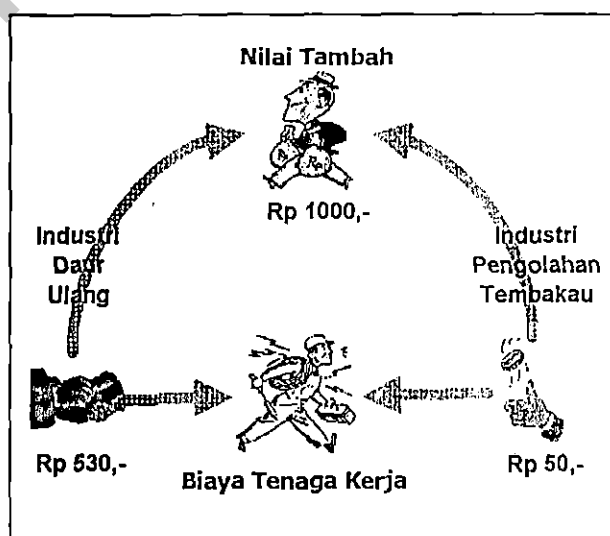 Nilai Tambah
Rp 1000,-
Industri
Daur
Ulang
Industri
Pengolahan
Tembakau
Rp 530,-
Biaya Tenaga Kerja
Rp 50,-